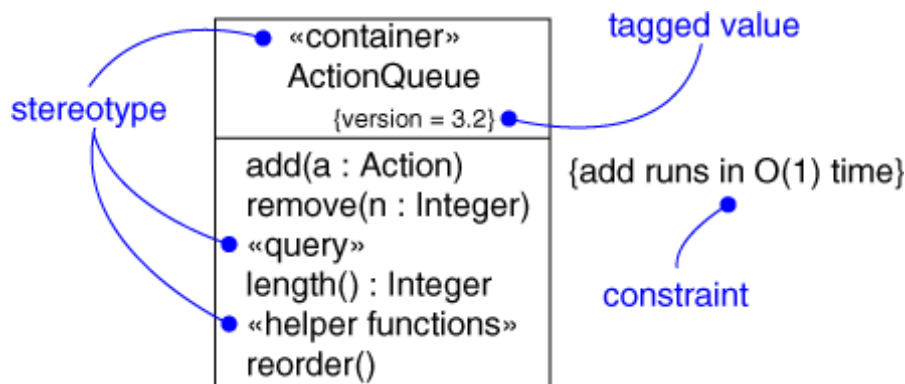 tagged value
«container»
ActionQueue
stereotype
{version = 3.2}
add(a : Action)
{add runs in O(1) time}
remove(n : Integer)
«query»
length() : Integer
constraint
«helper functions»
reorder()